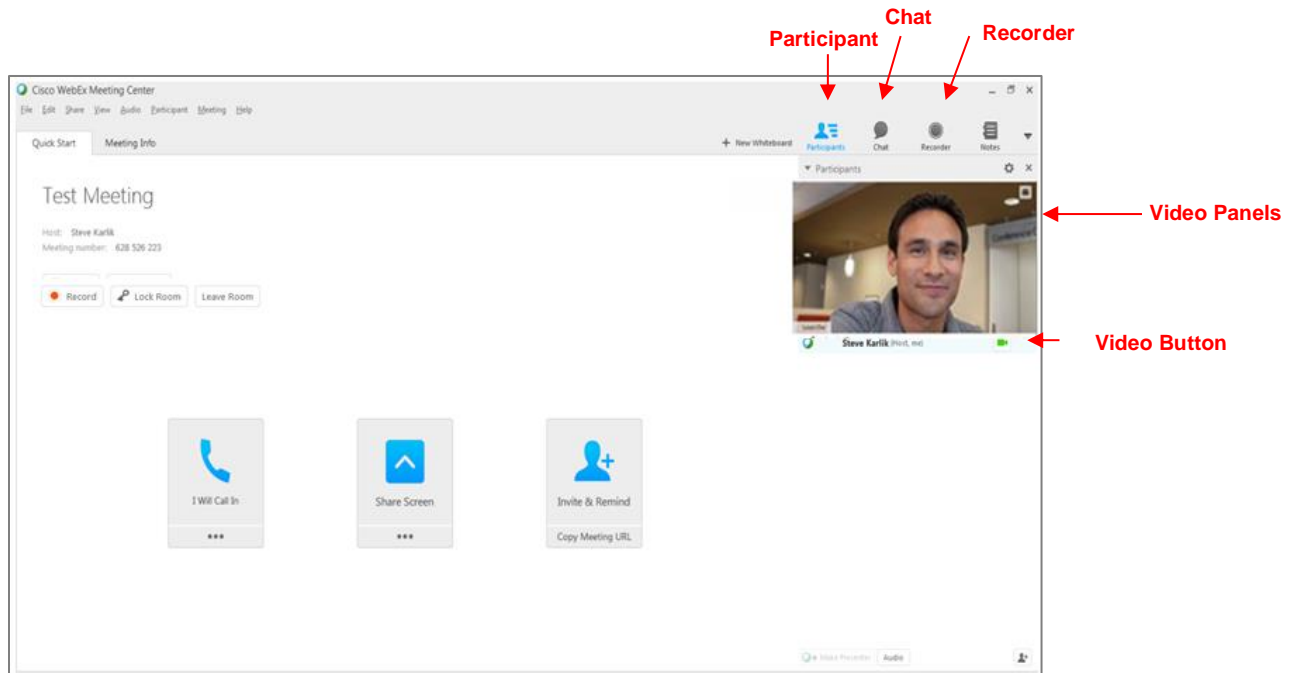 Chat
Participant
Recorder
Cisco WebEx Meeting Center
File Edit Share View Audio Participant Meeting Help
Quick Start Meeting Info
+ New Whiteboard Participants Chat Recorder Notes
Participants
Test Meeting
Host: Steve Karlik
Meeting number: 628 526 223
Record Lock Room Leave Room
Video Panels
Steve Karlik (Host, me)
Video Button
I Will Call In Share Screen Invite & Remind
Copy Meeting URL
Make Presenter Audio